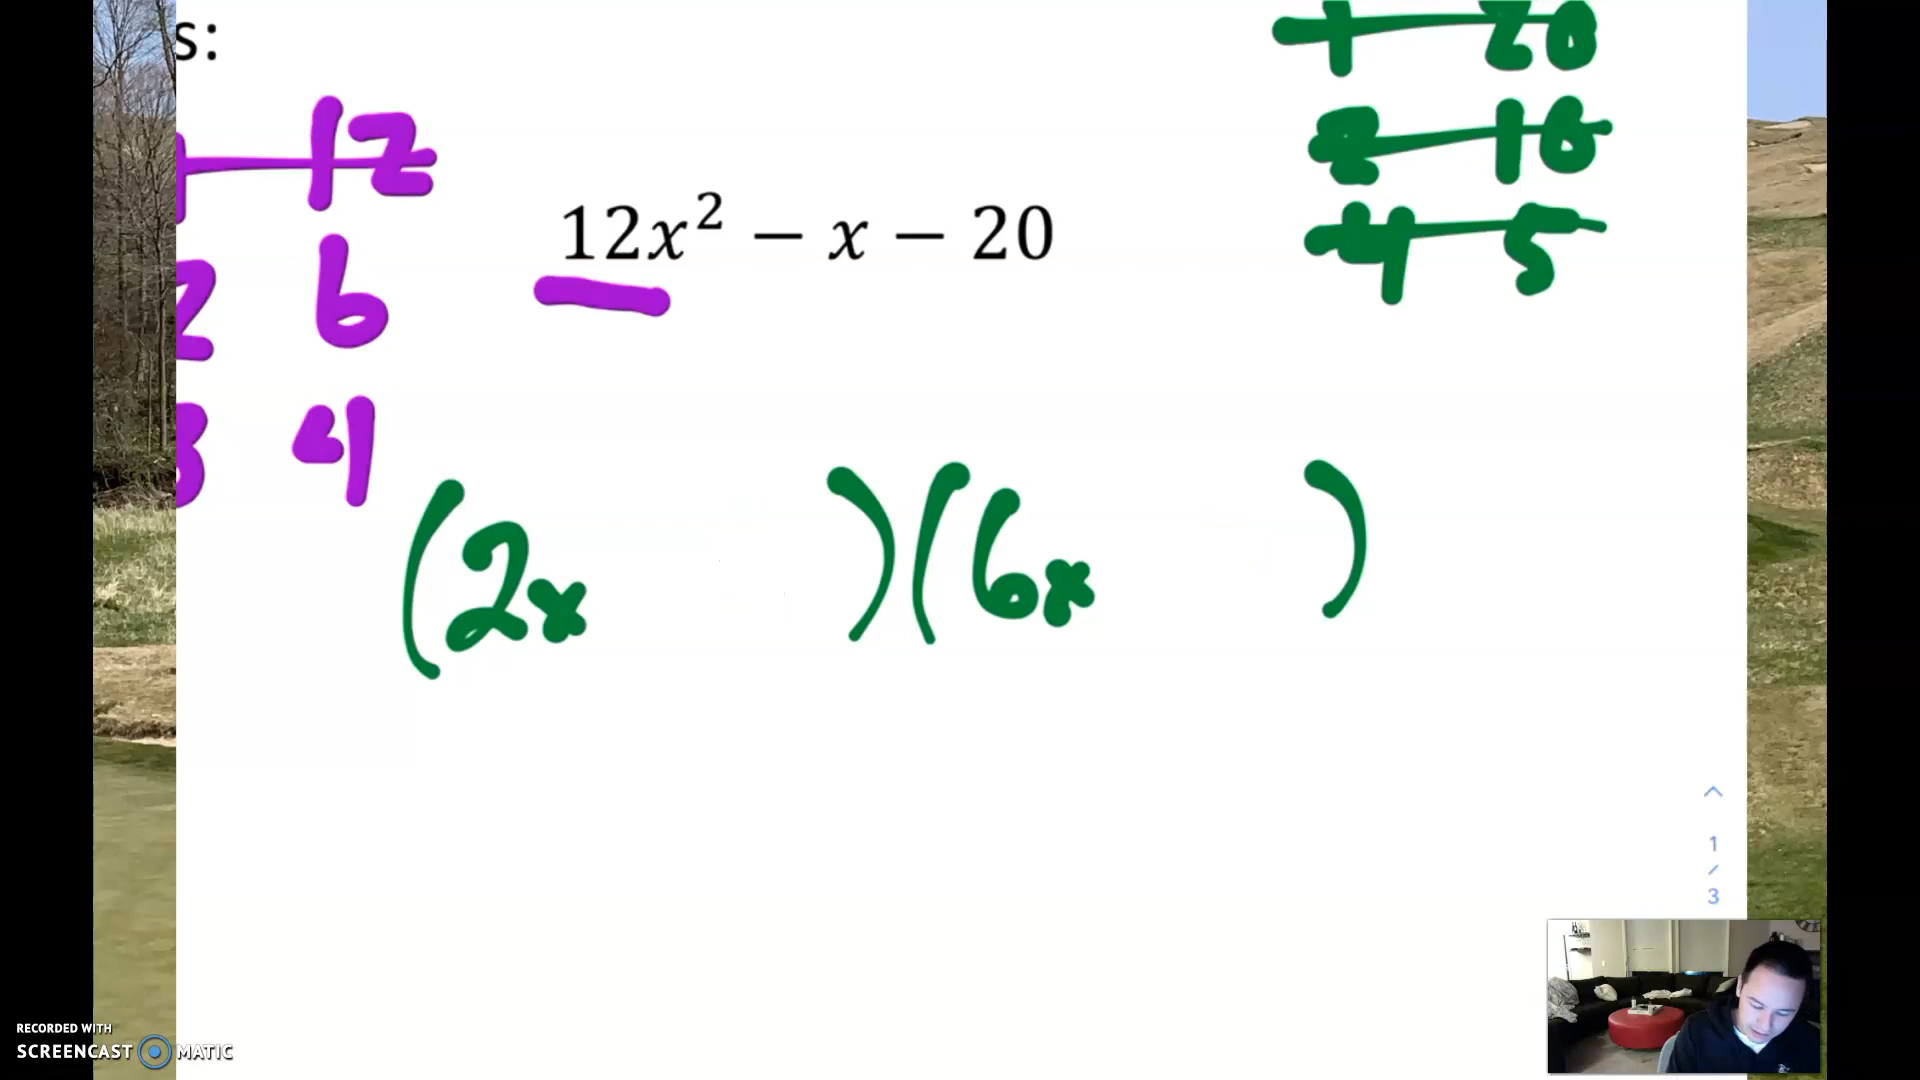 s:
1 20
2 10
4 5
12
2 6
3 4
12x² − x − 20
(2x )(6x )
1
/
3
RECORDED WITH
SCREENCAST MATIC